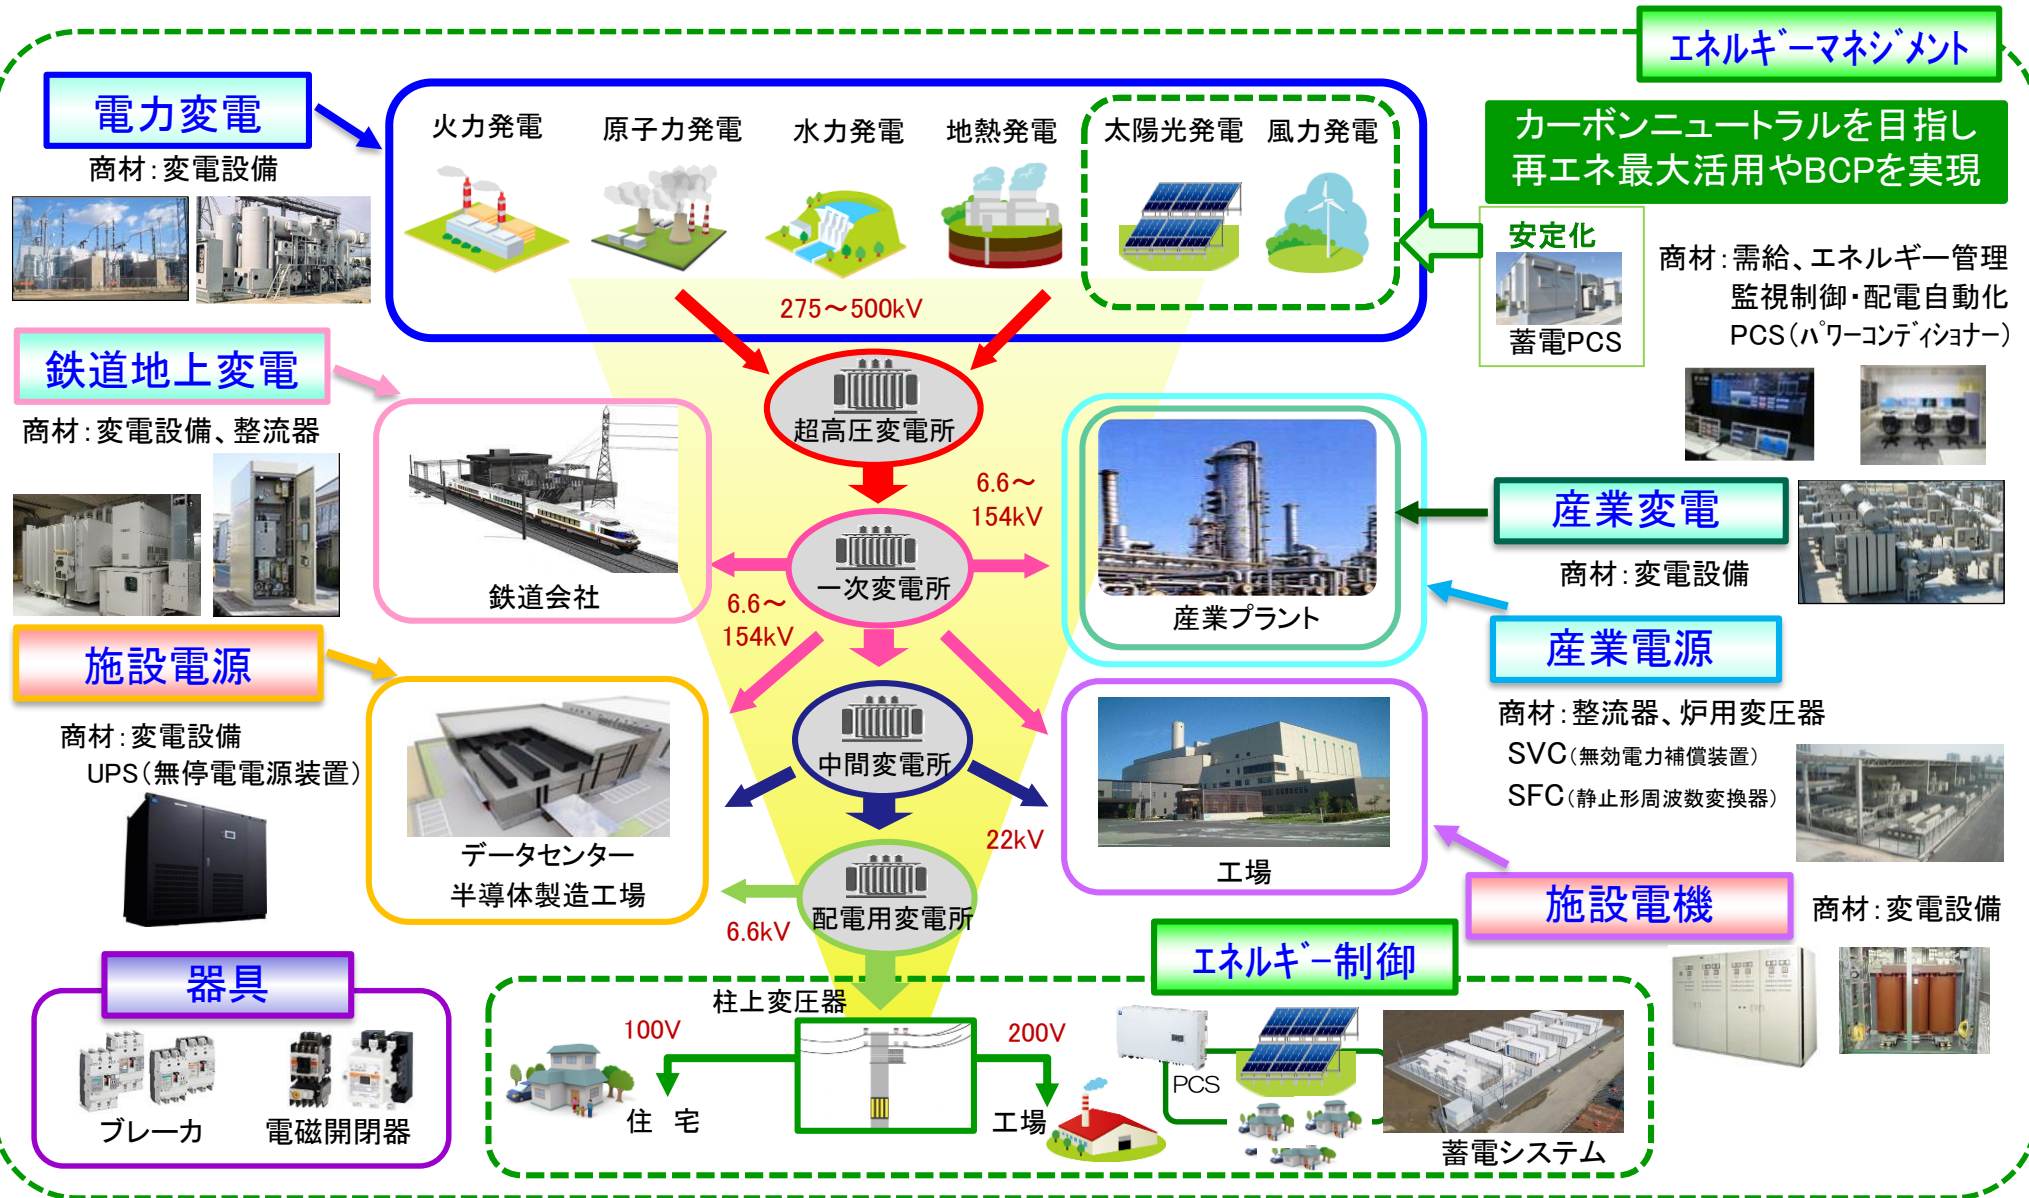 エネルギーマネジメント
電力変電
商材：変電設備
火力発電
原子力発電
水力発電
地熱発電
太陽光発電
風力発電
カーボンニュートラルを目指し
再エネ最大活用やBCPを実現
安定化
蓄電PCS
商材：需給、エネルギー管理
監視制御・配電自動化
PCS（パワーコンディショナー）
275～500kV
鉄道地上変電
商材：変電設備、整流器
鉄道会社
超高圧変電所
6.6～
154kV
一次変電所
6.6～
154kV
産業プラント
産業変電
商材：変電設備
産業電源
商材：整流器、炉用変圧器
SVC（無効電力補償装置）
SFC（静止形周波数変換器）
施設電源
商材：変電設備
UPS（無停電電源装置）
データセンター
半導体製造工場
中間変電所
22kV
工場
配電用変電所
6.6kV
施設電機
商材：変電設備
器具
ブレーカ
電磁開閉器
エネルギー制御
柱上変圧器
100V
200V
住 宅
工場
PCS
蓄電システム